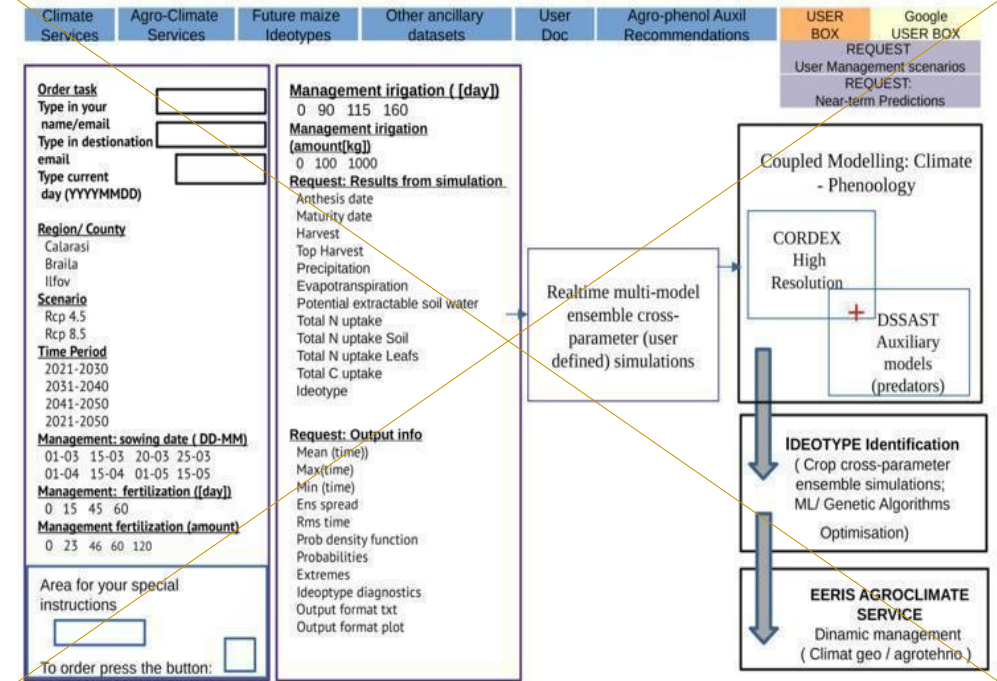 Climate
Services
Agro-Climate
Services
Future maize
Ideotypes
Other ancillary
datasets
User
Doc
Agro-phenol Auxil
Recommendations
USER
BOX
Google
USER BOX
REQUEST
User Management scenarios
REQUEST:
Near-term Predictions
Order task
Type in your
name/email
Type in destionation
email
Type current
day (YYYYMMDD)
Region/ County
Calarasi
Braila
Ilfov
Scenario
Rcp 4.5
Rcp 8.5
Time Period
2021-2030
2031-2040
2041-2050
2021-2050
Management: sowing date ( DD-MM)
01-03 15-03 20-03 25-03
01-04 15-04 01-05 15-05
Management: fertilization ([day])
0 15 45 60
Management fertilization (amount)
0 23 46 60 120
Area for your special
instructions
To order press the button:
Management irigation ( [day])
0 90 115 160
Management irigation
(amount[kg])
0 100 1000
Request: Results from simulation
Anthesis date
Maturity date
Harvest
Top Harvest
Precipitation
Evapotranspiration
Potential extractable soil water
Total N uptake
Total N uptake Soil
Total N uptake Leafs
Total C uptake
Ideotype
Request: Output info
Mean (time))
Max(time)
Min (time)
Ens spread
Rms time
Prob density function
Probabilities
Extremes
Ideoptype diagnostics
Output format txt
Output format plot
Realtime multi-model
ensemble cross-
parameter (user
defined) simulations
Coupled Modelling: Climate
- Phenoology
CORDEX
High
Resolution
+
DSSAST
Auxiliary
models
(predators)
IDEOTYPE Identification
( Crop cross-parameter
ensemble simulations;
ML/ Genetic Algorithms
Optimisation)
EERIS AGROCLIMATE
SERVICE
Dinamic management
( Climat geo / agrotehno )